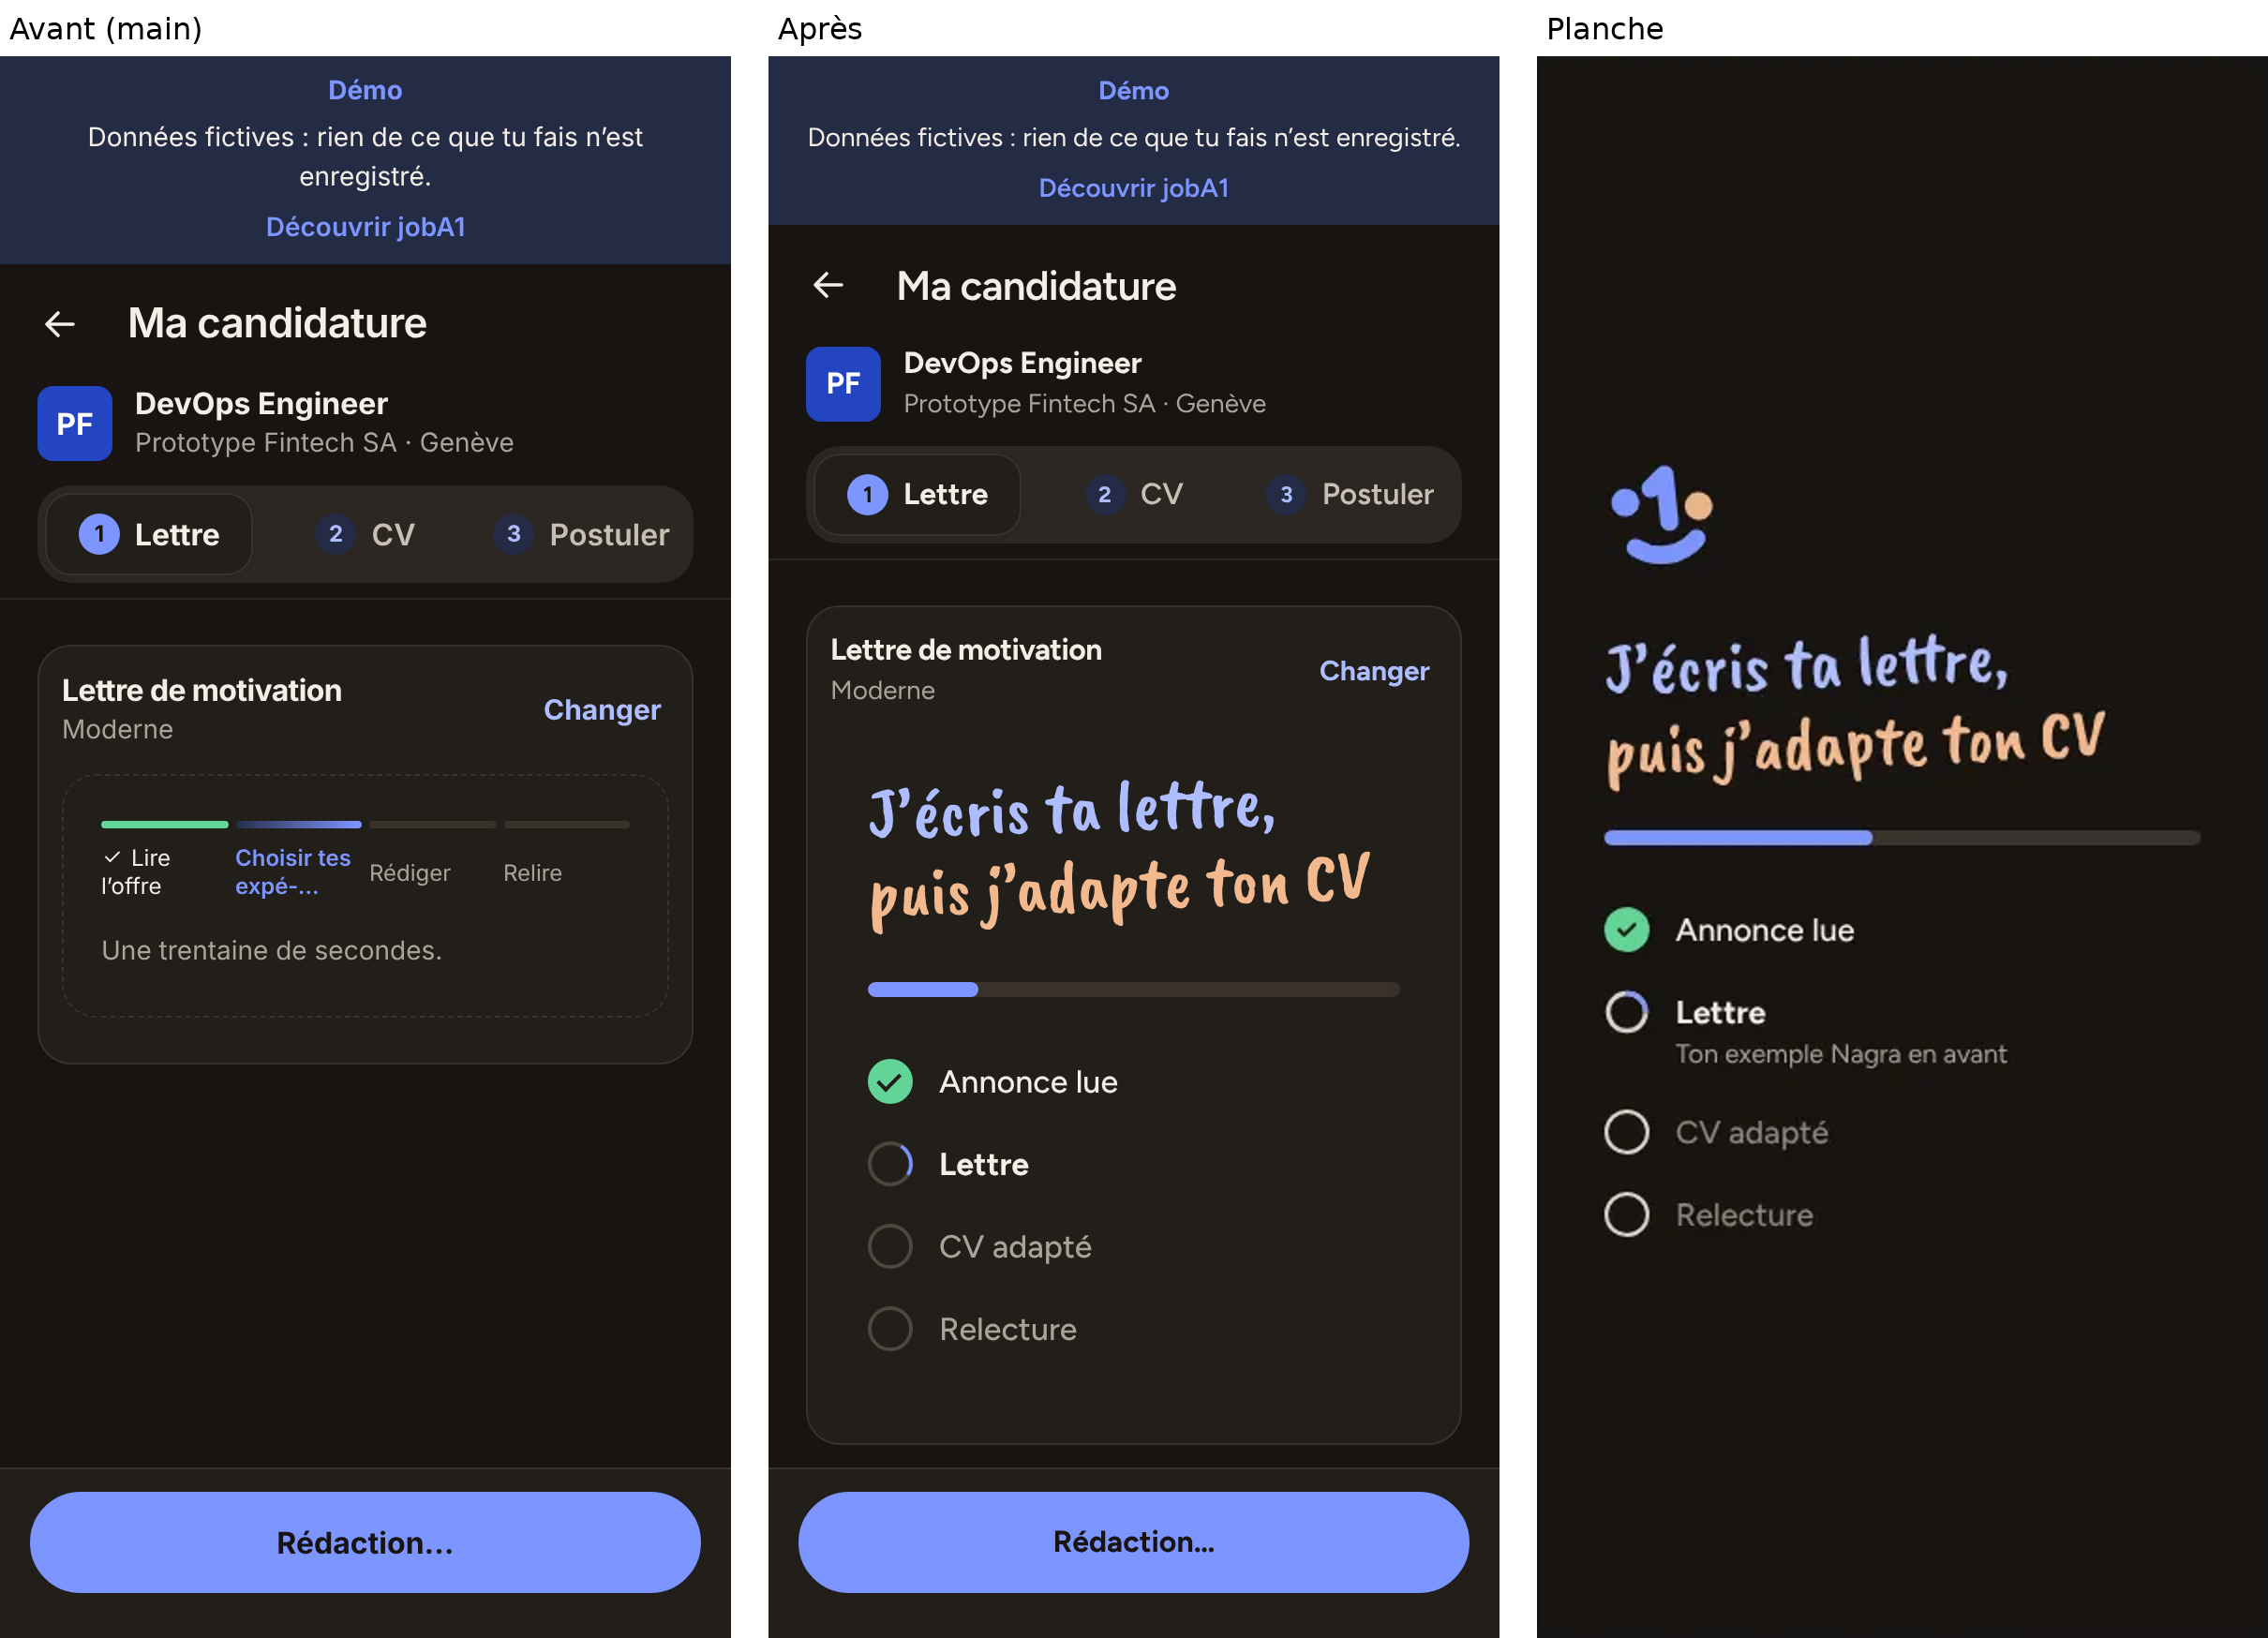 Avant (main)
Démo
Données fictives : rien de ce que tu fais n’est
enregistré.
Découvrir jobA1
Ma candidature
PF
DevOps Engineer
Prototype Fintech SA · Genève
1 Lettre
2 CV
3 Postuler
Lettre de motivation
Moderne
Changer
Lire
l’offre
Choisir tes
expé-...
Rédiger
Relire
Une trentaine de secondes.
Rédaction...
Après
Démo
Données fictives : rien de ce que tu fais n’est enregistré.
Découvrir jobA1
Ma candidature
PF
DevOps Engineer
Prototype Fintech SA · Genève
1 Lettre
2 CV
3 Postuler
Lettre de motivation
Moderne
Changer
J’écris ta lettre,
puis j’adapte ton CV
Annonce lue
Lettre
CV adapté
Relecture
Rédaction...
Planche
1
J’écris ta lettre,
puis j’adapte ton CV
Annonce lue
Lettre
Ton exemple Nagra en avant
CV adapté
Relecture